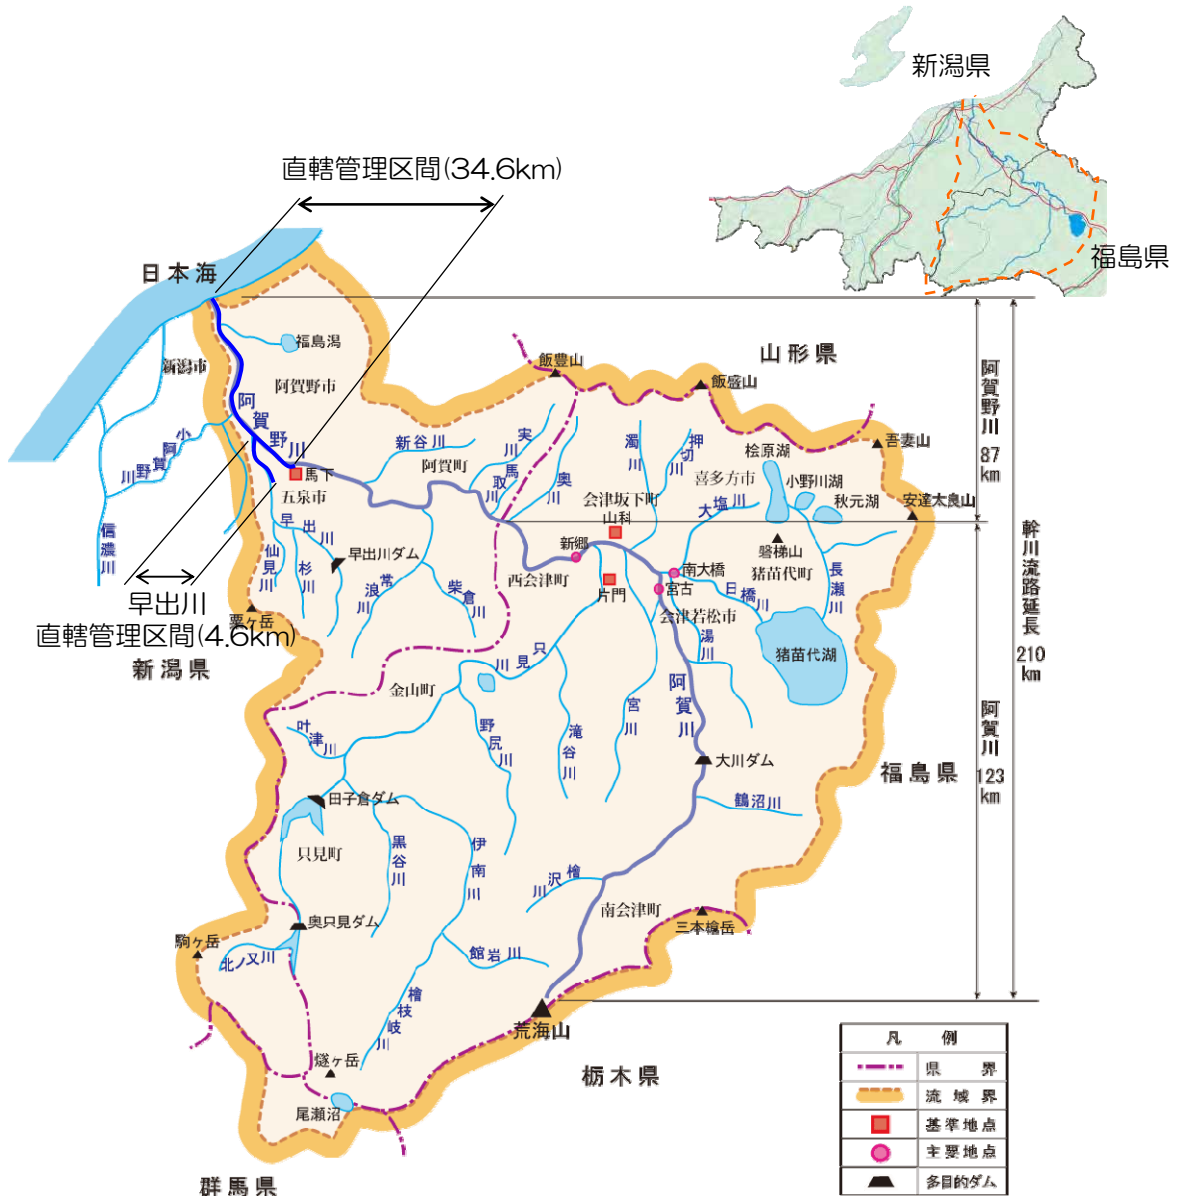 新潟県
福島県
直轄管理区間(34.6km)
日本海
新潟市
福島潟
阿賀野市
阿賀野川
小阿賀野川
信濃川
馬下
五泉市
早出川
仙見川
杉川
早出川ダム
早出川
直轄管理区間(4.6km)
粟ヶ岳
新潟県
新谷川
阿賀町
実川
馬取川
奥川
飯豊山
山形県
飯盛山
吾妻山
安達太良山
濁川
押切川
会津坂下町
山科
喜多方市
大塩川
桧原湖
小野川湖
秋元湖
磐梯山
猪苗代町
長瀬川
常浪川
柴倉川
西会津町
新郷
片門
南大橋
宮古
日橋川
会津若松市
湯川
猪苗代湖
只見川
金山町
野尻川
滝谷川
宮川
阿賀川
大川ダム
鶴沼川
福島県
叶津川
田子倉ダム
只見町
黒谷川
伊南川
檜沢川
南会津町
三本檜岳
奥只見ダム
駒ヶ岳
北ノ又川
館岩川
檜枝岐川
荒海山
燧ヶ岳
尾瀬沼
栃木県
群馬県
阿賀野川
87
km
幹川流路延長
210
km
阿賀川
123
km
凡例
県界
流域界
基準地点
主要地点
多目的ダム